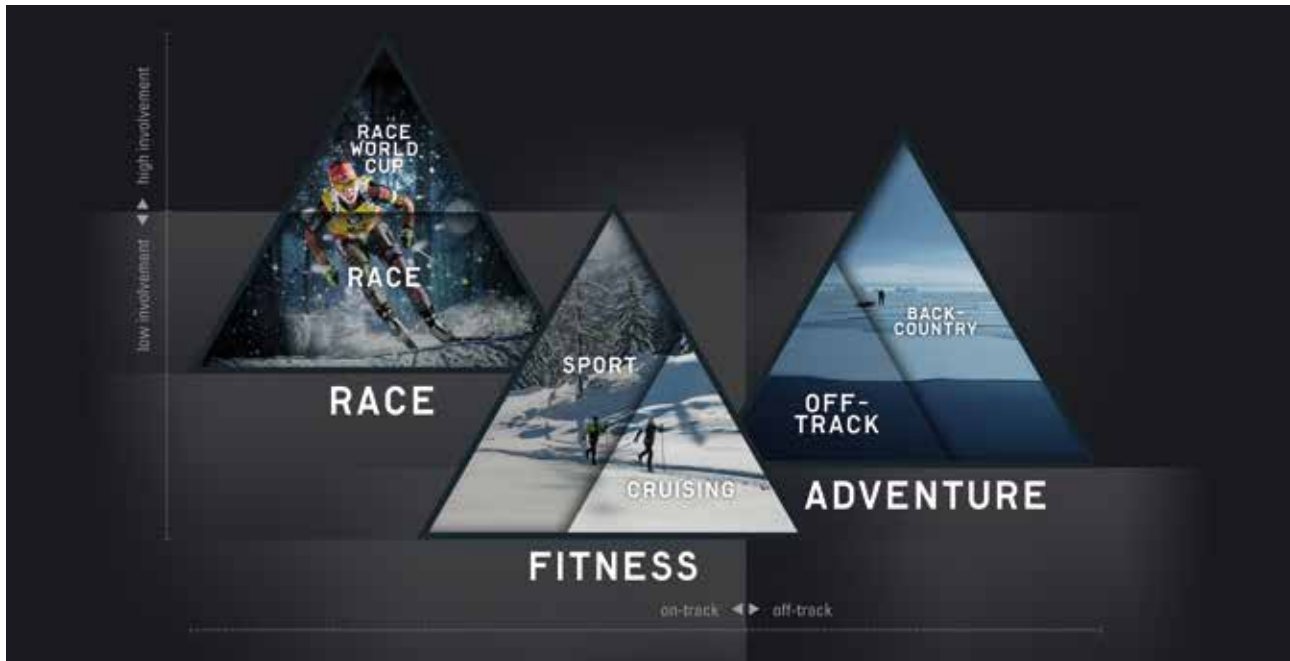 high involvement
low involvement
RACE
WORLD
CUP
RACE
RACE
SPORT
CRUISING
FITNESS
BACK-
COUNTRY
OFF-
TRACK
ADVENTURE
on-track
off-track